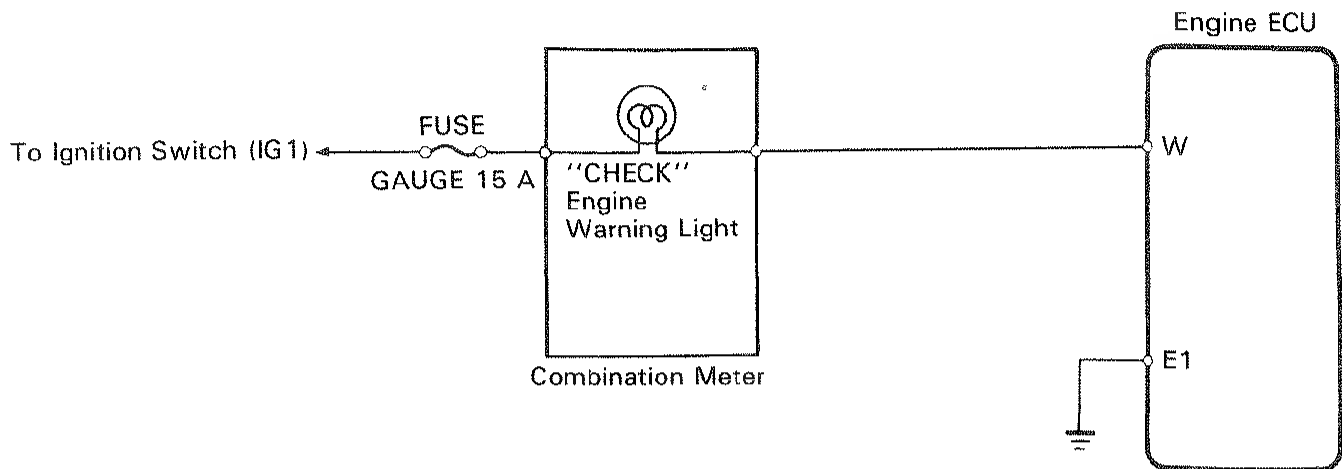 Engine ECU
To Ignition Switch (IG1)
FUSE
GAUGE 15 A
"CHECK"
Engine
Warning Light
Combination Meter
W
E1